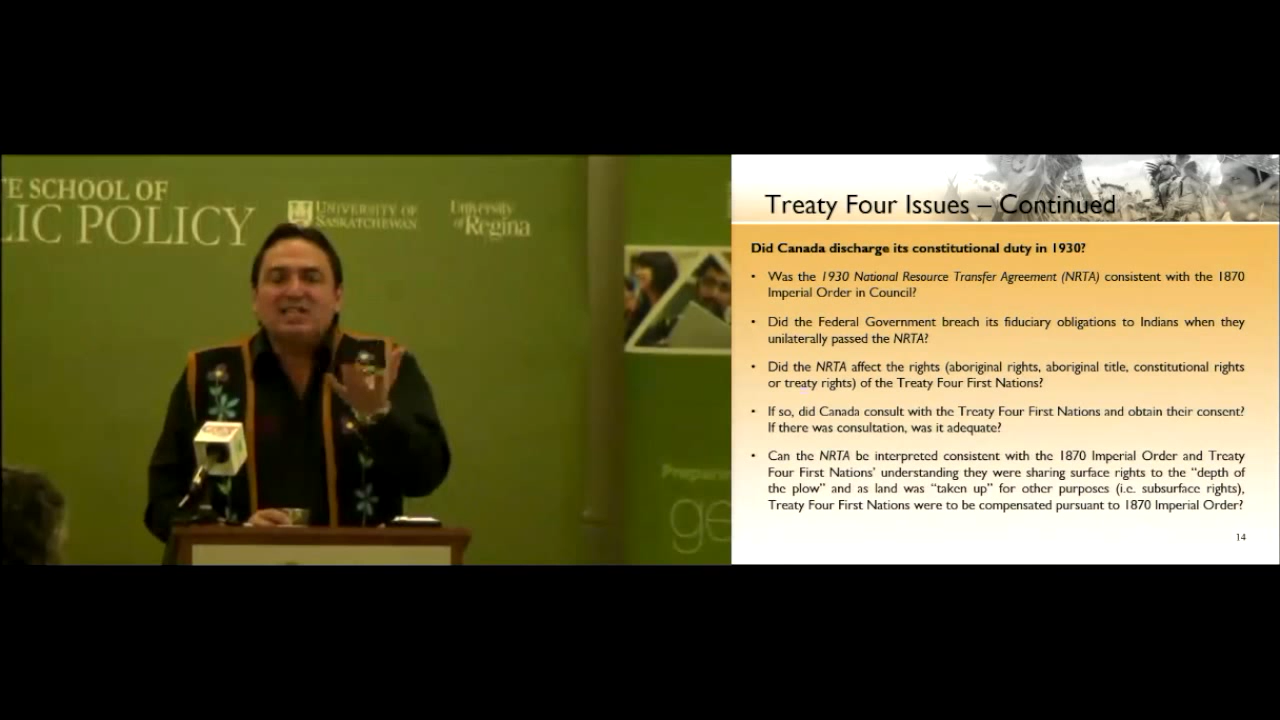 TE SCHOOL OF
LIC POLICY
UNIVERSITY OF
SASKATCHEWAN
University
of Regina
ge
Treaty Four Issues – Continued
Did Canada discharge its constitutional duty in 1930?
• Was the 1930 National Resource Transfer Agreement (NRTA) consistent with the 1870
Imperial Order in Council?
• Did the Federal Government breach its fiduciary obligations to Indians when they
unilaterally passed the NRTA?
• Did the NRTA affect the rights (aboriginal rights, aboriginal title, constitutional rights
or treaty rights) of the Treaty Four First Nations?
• If so, did Canada consult with the Treaty Four First Nations and obtain their consent?
If there was consultation, was it adequate?
• Can the NRTA be interpreted consistent with the 1870 Imperial Order and Treaty
Four First Nations’ understanding they were sharing surface rights to the “depth of
the plow” and as land was “taken up” for other purposes (i.e. subsurface rights),
Treaty Four First Nations were to be compensated pursuant to 1870 Imperial Order?
14